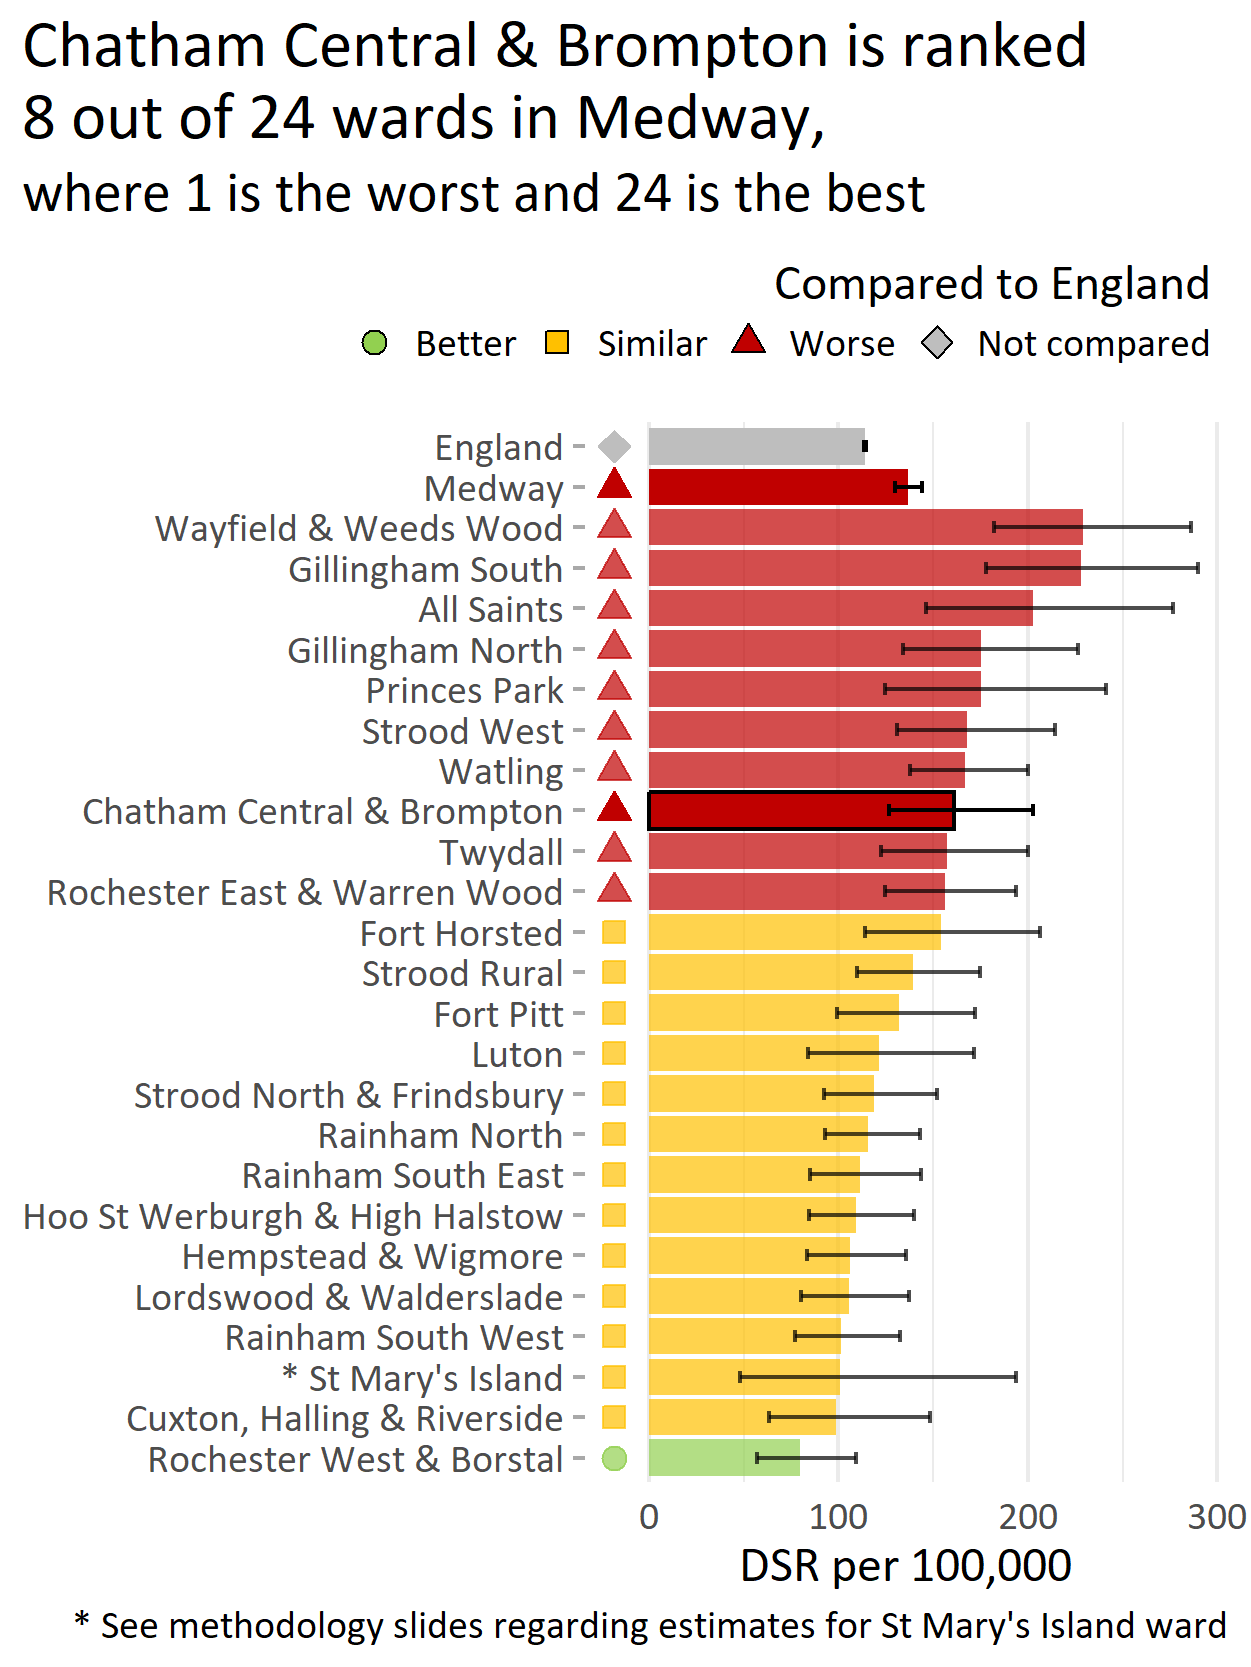 Chatham Central & Brompton is ranked
8 out of 24 wards in Medway,
where 1 is the worst and 24 is the best
Compared to England
Better Similar Worse Not compared
England
Medway
Wayfield & Weeds Wood
Gillingham South
All Saints
Gillingham North
Princes Park
Strood West
Watling
Chatham Central & Brompton
Twydall
Rochester East & Warren Wood
Fort Horsted
Strood Rural
Fort Pitt
Luton
Strood North & Frindsbury
Rainham North
Rainham South East
Hoo St Werburgh & High Halstow
Hempstead & Wigmore
Lordswood & Walderslade
Rainham South West
* St Mary's Island
Cuxton, Halling & Riverside
Rochester West & Borstal
0 100 200 300
DSR per 100,000
* See methodology slides regarding estimates for St Mary's Island ward